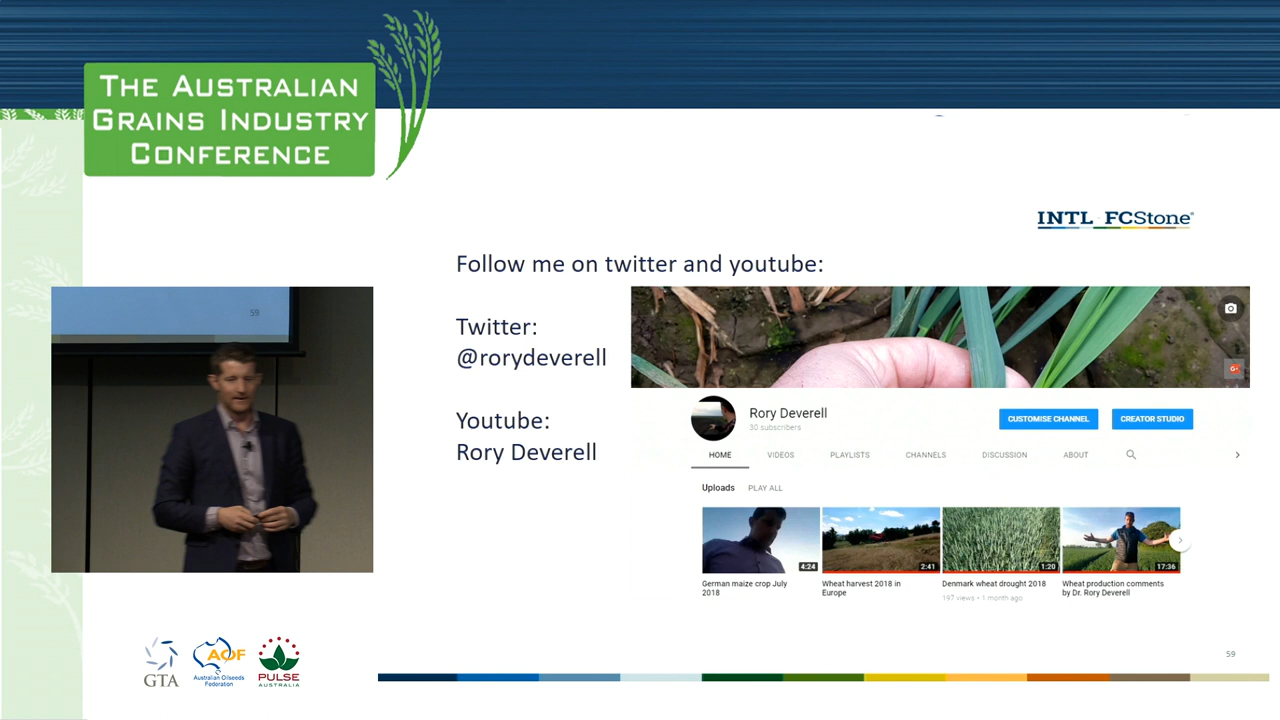 THE AUSTRALIAN
GRAINS INDUSTRY
CONFERENCE
INTL FCStone®
Follow me on twitter and youtube:
Twitter:
@rorydeverell
Youtube:
Rory Deverell
59
G+
Rory Deverell
30 subscribers
CUSTOMISE CHANNEL
CREATOR STUDIO
HOME VIDEOS PLAYLISTS CHANNELS DISCUSSION ABOUT
Uploads PLAY ALL
4:24
2:41
1:20
17:36
German maize crop July
2018
Wheat harvest 2018 in
Europe
Denmark wheat drought 2018
197 views • 1 month ago
Wheat production comments
by Dr. Rory Deverell
GTA
AOF
Australian Oilseeds
Federation
PULSE
AUSTRALIA
59